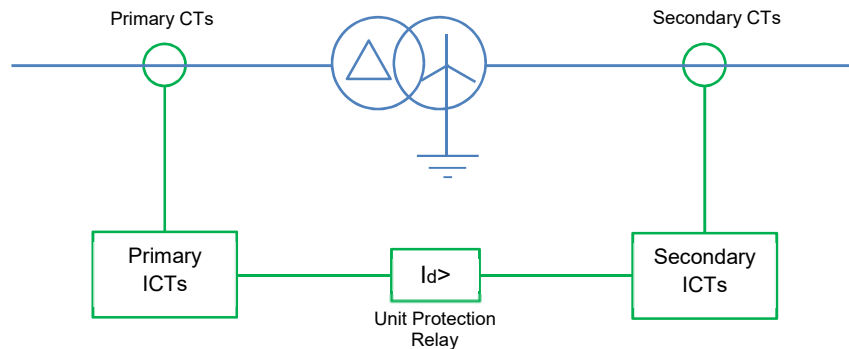 Primary CTs
Secondary CTs
Primary
ICTs
Id>
Secondary
ICTs
Unit Protection
Relay